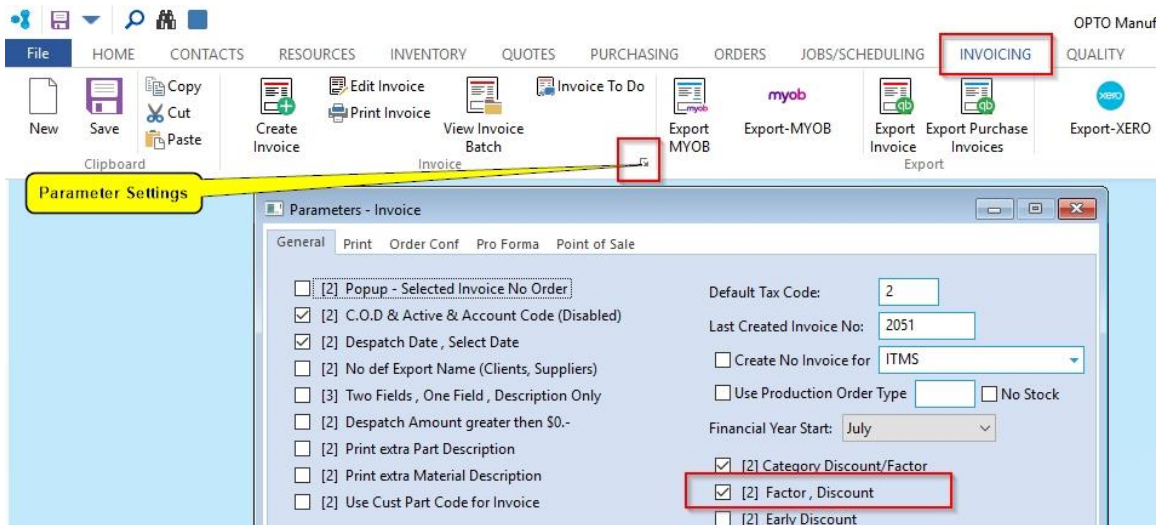 OPTO Manuf
File HOME CONTACTS RESOURCES INVENTORY QUOTES PURCHASING ORDERS JOBS/SCHEDULING INVOICING QUALITY
New
Save
Copy
Cut
Paste
Clipboard
Create
Invoice
Edit Invoice
Print Invoice
View Invoice
Batch
Invoice To Do
Invoice
myob
Export
MYOB
myob
Export-MYOB
qb
Export
Invoice
qb
Export Purchase
Invoices
Export
xero
Export-XERO
Parameter Settings
Parameters - Invoice
General Print Order Conf Pro Forma Point of Sale
[2] Popup - Selected Invoice No Order
[2] C.O.D & Active & Account Code (Disabled)
[2] Despatch Date , Select Date
[2] No def Export Name (Clients, Suppliers)
[3] Two Fields , One Field , Description Only
[2] Despatch Amount greater then $0.-
[2] Print extra Part Description
[2] Print extra Material Description
[2] Use Cust Part Code for Invoice
Default Tax Code: 2
Last Created Invoice No: 2051
Create No Invoice for ITMS
Use Production Order Type No Stock
Financial Year Start: July
[2] Category Discount/Factor
[2] Factor , Discount
[2] Early Discount